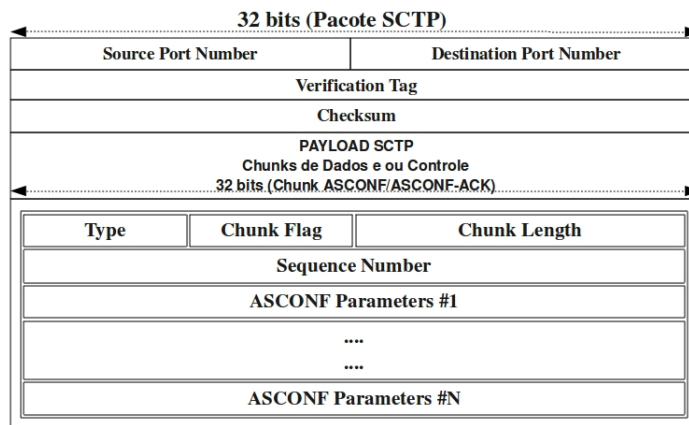 32 bits (Pacote SCTP)
Source Port Number Destination Port Number
Verification Tag
Checksum
PAYLOAD SCTP
Chunks de Dados e ou Controle
32 bits (Chunk ASCONF/ASCONF-ACK)
Type Chunk Flag Chunk Length
Sequence Number
ASCONF Parameters #1
....
....
ASCONF Parameters #N